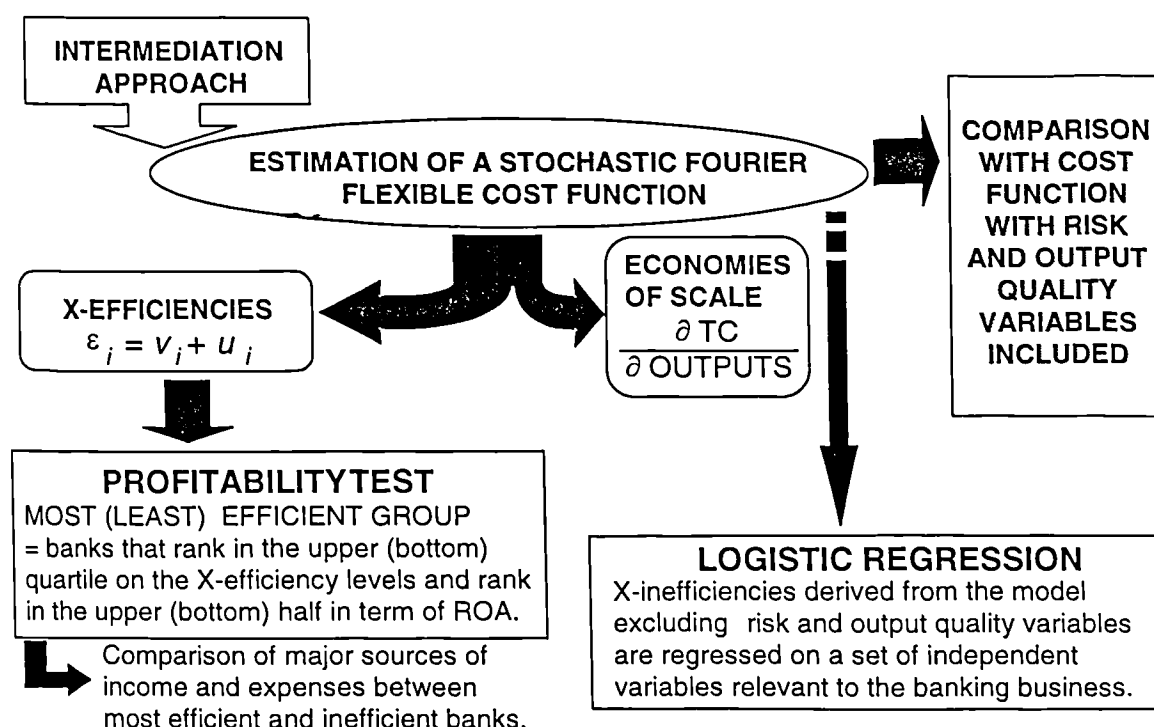 INTERMEDIATION
APPROACH
ESTIMATION OF A STOCHASTIC FOURIER
FLEXIBLE COST FUNCTION
COMPARISON
WITH COST
FUNCTION
WITH RISK
AND OUTPUT
QUALITY
VARIABLES
INCLUDED
X-EFFICIENCIES
ε i = v i + u i
ECONOMIES
OF SCALE
∂ TC
∂ OUTPUTS
PROFITABILITYTEST
MOST (LEAST) EFFICIENT GROUP
= banks that rank in the upper (bottom)
quartile on the X-efficiency levels and rank
in the upper (bottom) half in term of ROA.
Comparison of major sources of
income and expenses between
most efficient and inefficient banks.
LOGISTIC REGRESSION
X-inefficiencies derived from the model
excluding risk and output quality variables
are regressed on a set of independent
variables relevant to the banking business.